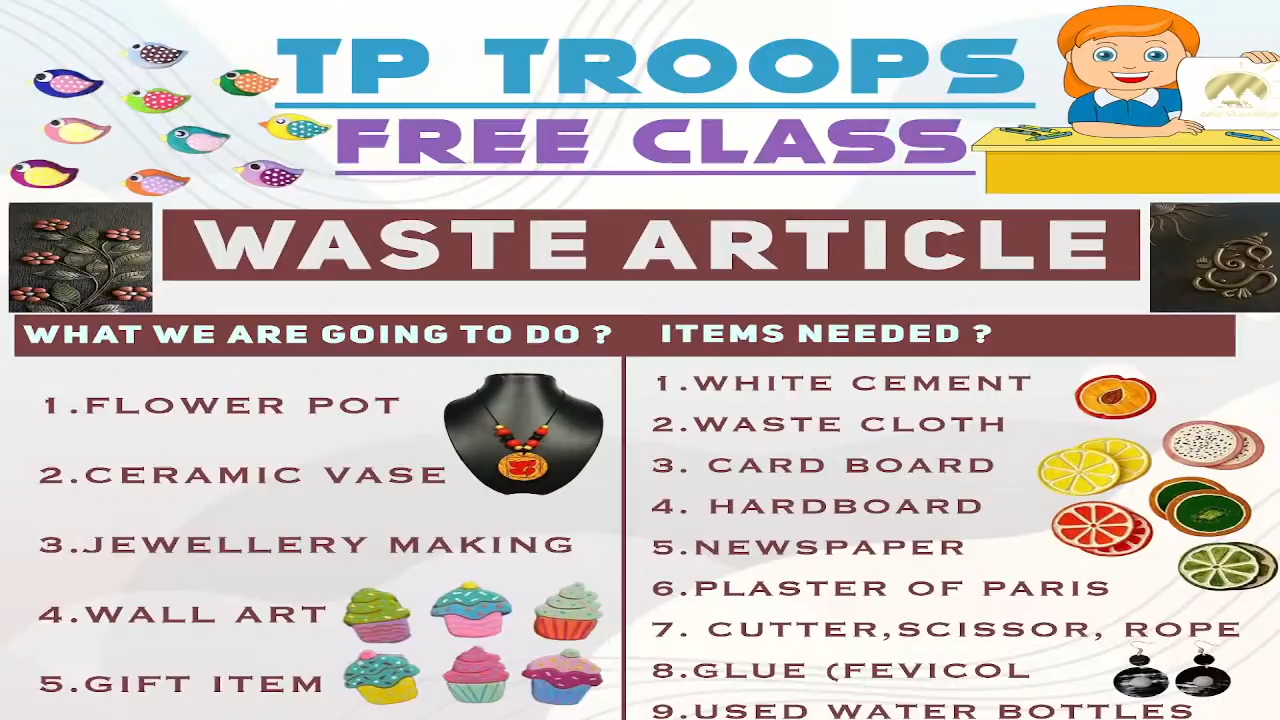 TP TROOPS
FREE CLASS
WASTE ARTICLE
WHAT WE ARE GOING TO DO ?
1.FLOWER POT
2.CERAMIC VASE
3.JEWELLERY MAKING
4.WALL ART
5.GIFT ITEM
ITEMS NEEDED ?
1.WHITE CEMENT
2.WASTE CLOTH
3. CARD BOARD
4. HARDBOARD
5.NEWSPAPER
6.PLASTER OF PARIS
7. CUTTER,SCISSOR, ROPE
8.GLUE (FEVICOL
9.USED WATER BOTTLES